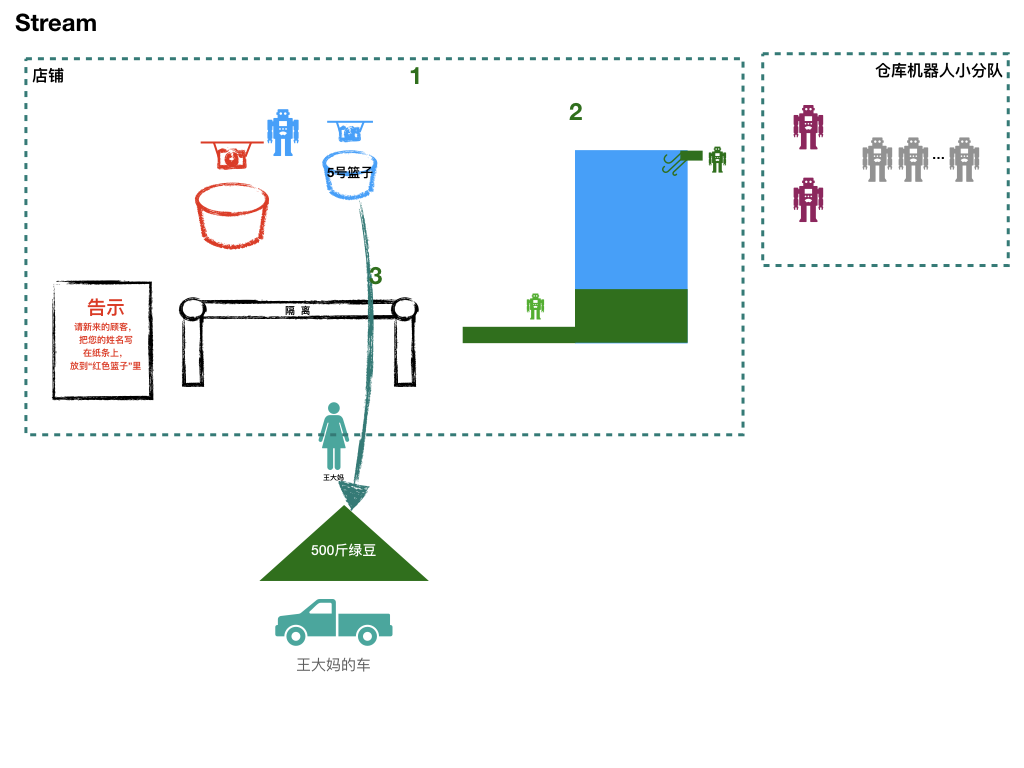 Stream
店铺
1
仓库机器人小分队
2
5号篮子
...
3
隔 离
告示
请新来的顾客,
把您的姓名写
在纸条上,
放到“红色篮子”里
王大妈
500斤绿豆
王大妈的车